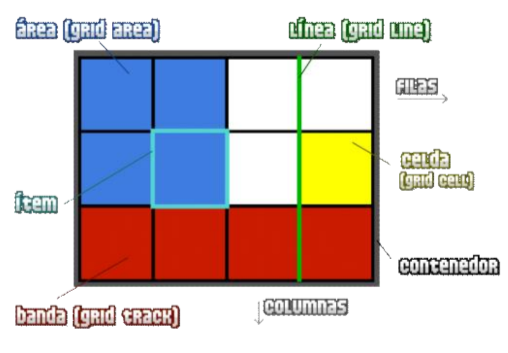 área (grid area)
línea (grid line)
filas
celda
(grid cell)
ítem
contenedor
banda (grid track)
columnas